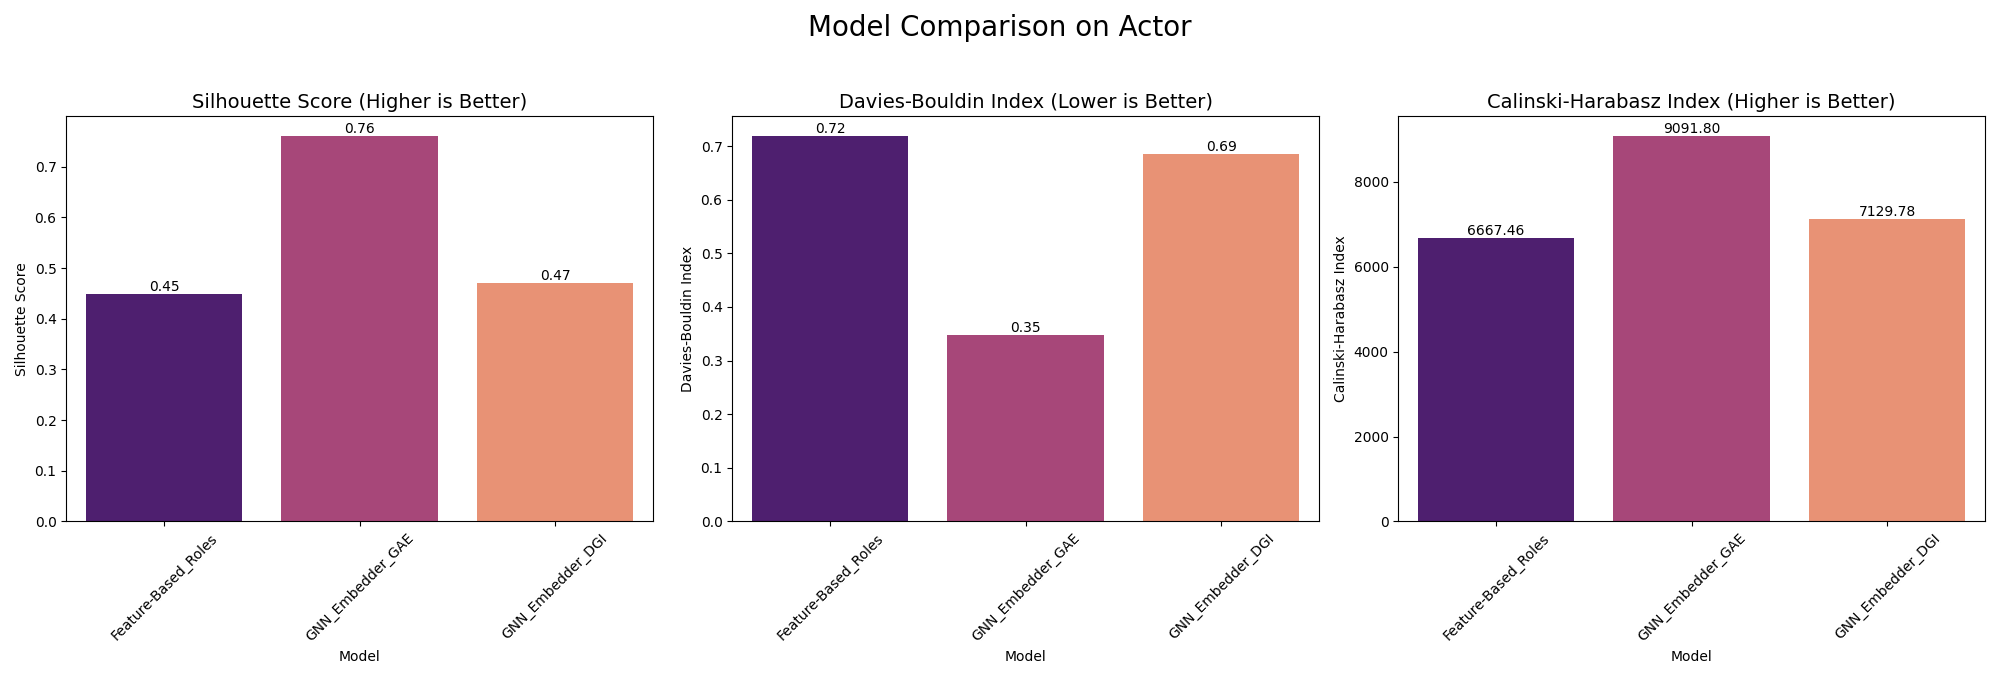 Model Comparison on Actor
Silhouette Score (Higher is Better)
Silhouette Score
0.7
0.6
0.5
0.4
0.3
0.2
0.1
0.0
0.45
0.76
0.47
Feature-Based_Roles
GNN_Embedder_GAE
GNN_Embedder_DGI
Model
Davies-Bouldin Index (Lower is Better)
Davies-Bouldin Index
0.7
0.6
0.5
0.4
0.3
0.2
0.1
0.0
0.72
0.35
0.69
Feature-Based_Roles
GNN_Embedder_GAE
GNN_Embedder_DGI
Model
Calinski-Harabasz Index (Higher is Better)
Calinski-Harabasz Index
8000
6000
4000
2000
0
6667.46
9091.80
7129.78
Feature-Based_Roles
GNN_Embedder_GAE
GNN_Embedder_DGI
Model